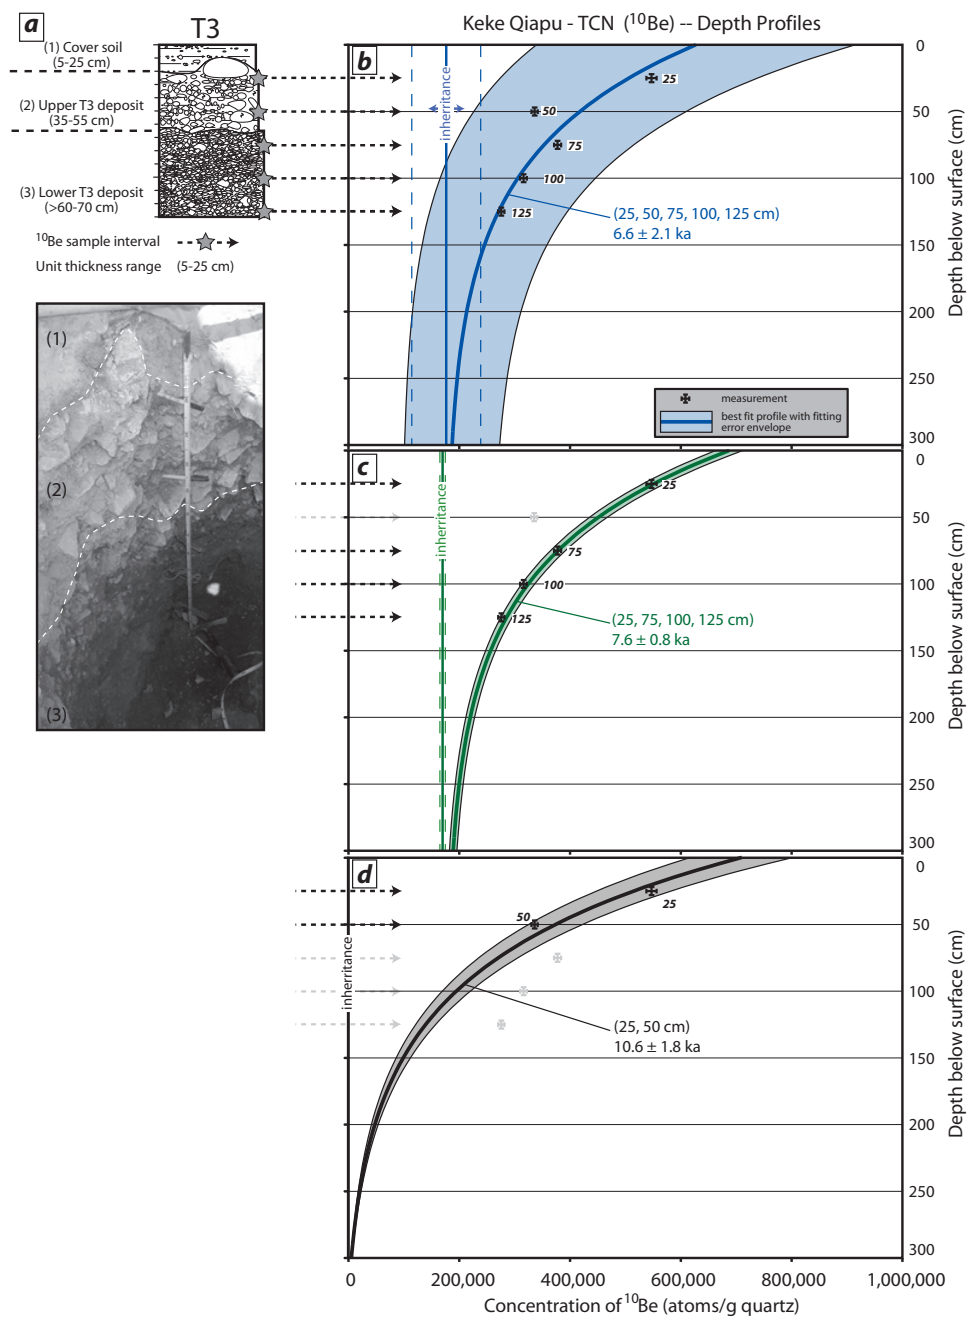 a
T3
(1) Cover soil
(5-25 cm)
(2) Upper T3 deposit
(35-55 cm)
(3) Lower T3 deposit
(>60-70 cm)
10Be sample interval
Unit thickness range (5-25 cm)
(1)
(2)
(3)
Keke Qiapu - TCN (10Be) -- Depth Profiles
b
inherritance
25
50
75
100
125
(25, 50, 75, 100, 125 cm)
6.6 ± 2.1 ka
measurement
best fit profile with fitting
error envelope
0
50
100
150
200
250
300
Depth below surface (cm)
c
inherritance
25
75
100
125
(25, 75, 100, 125 cm)
7.6 ± 0.8 ka
0
50
100
150
200
250
300
Depth below surface (cm)
d
inherritance
50
25
(25, 50 cm)
10.6 ± 1.8 ka
0
50
100
150
200
250
300
Depth below surface (cm)
0 200,000 400,000 600,000 800,000 1,000,000
Concentration of 10Be (atoms/g quartz)